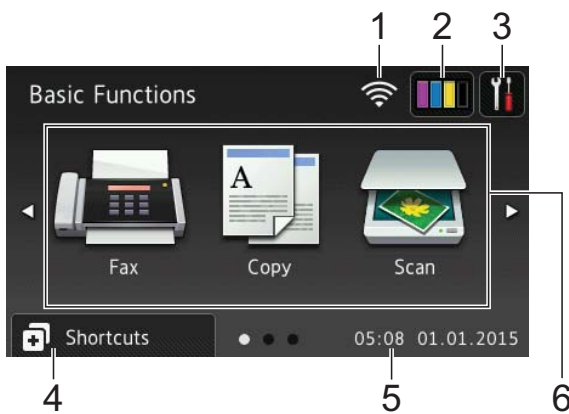 1 2 3
Basic Functions
A
Fax Copy Scan
Shortcuts 05:08 01.01.2015
4 5 6